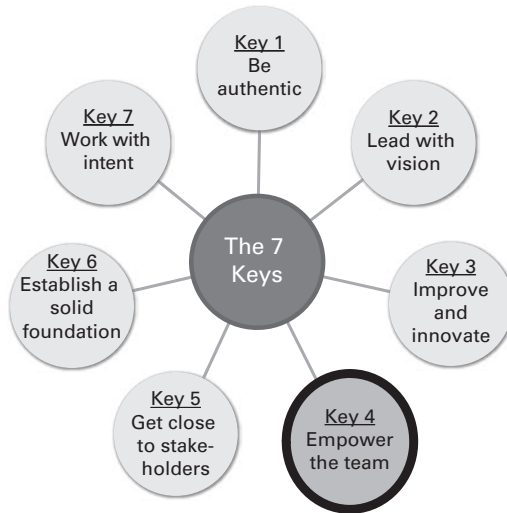 Key 1
Be
authentic
Key 2
Lead with
vision
Key 3
Improve
and
innovate
Key 4
Empower
the team
Key 5
Get close
to stake-
holders
Key 6
Establish a
solid
foundation
Key 7
Work with
intent
The 7
Keys